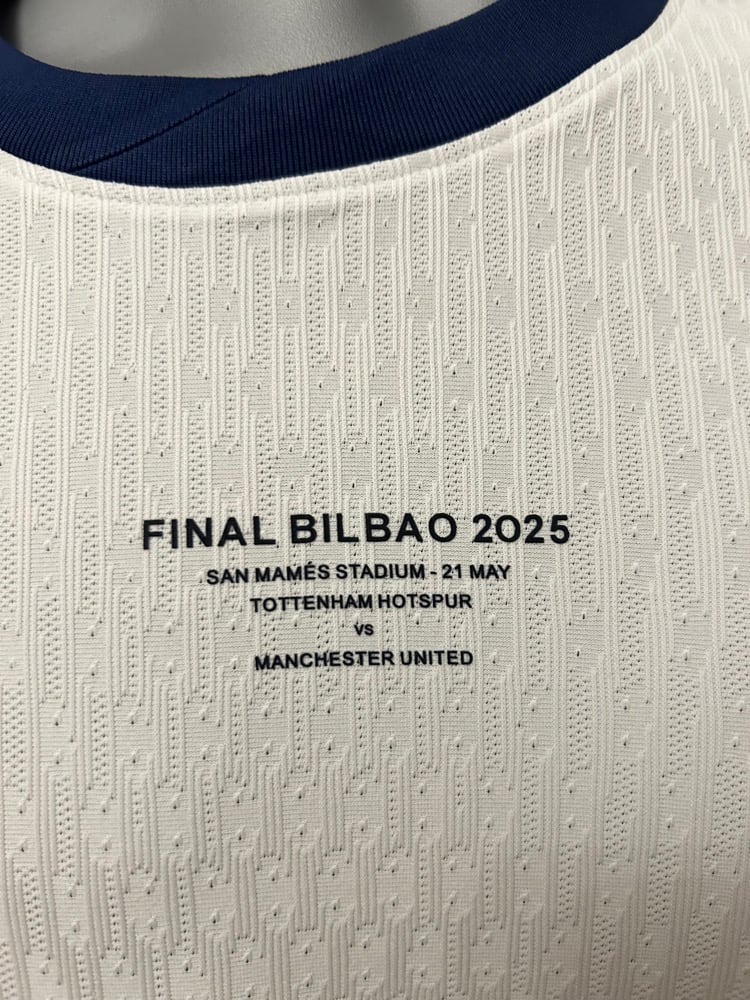 FINAL BILBAO 2025
SAN MAMÉS STADIUM - 21 MAY
TOTTENHAM HOTSPUR
VS
MANCHESTER UNITED